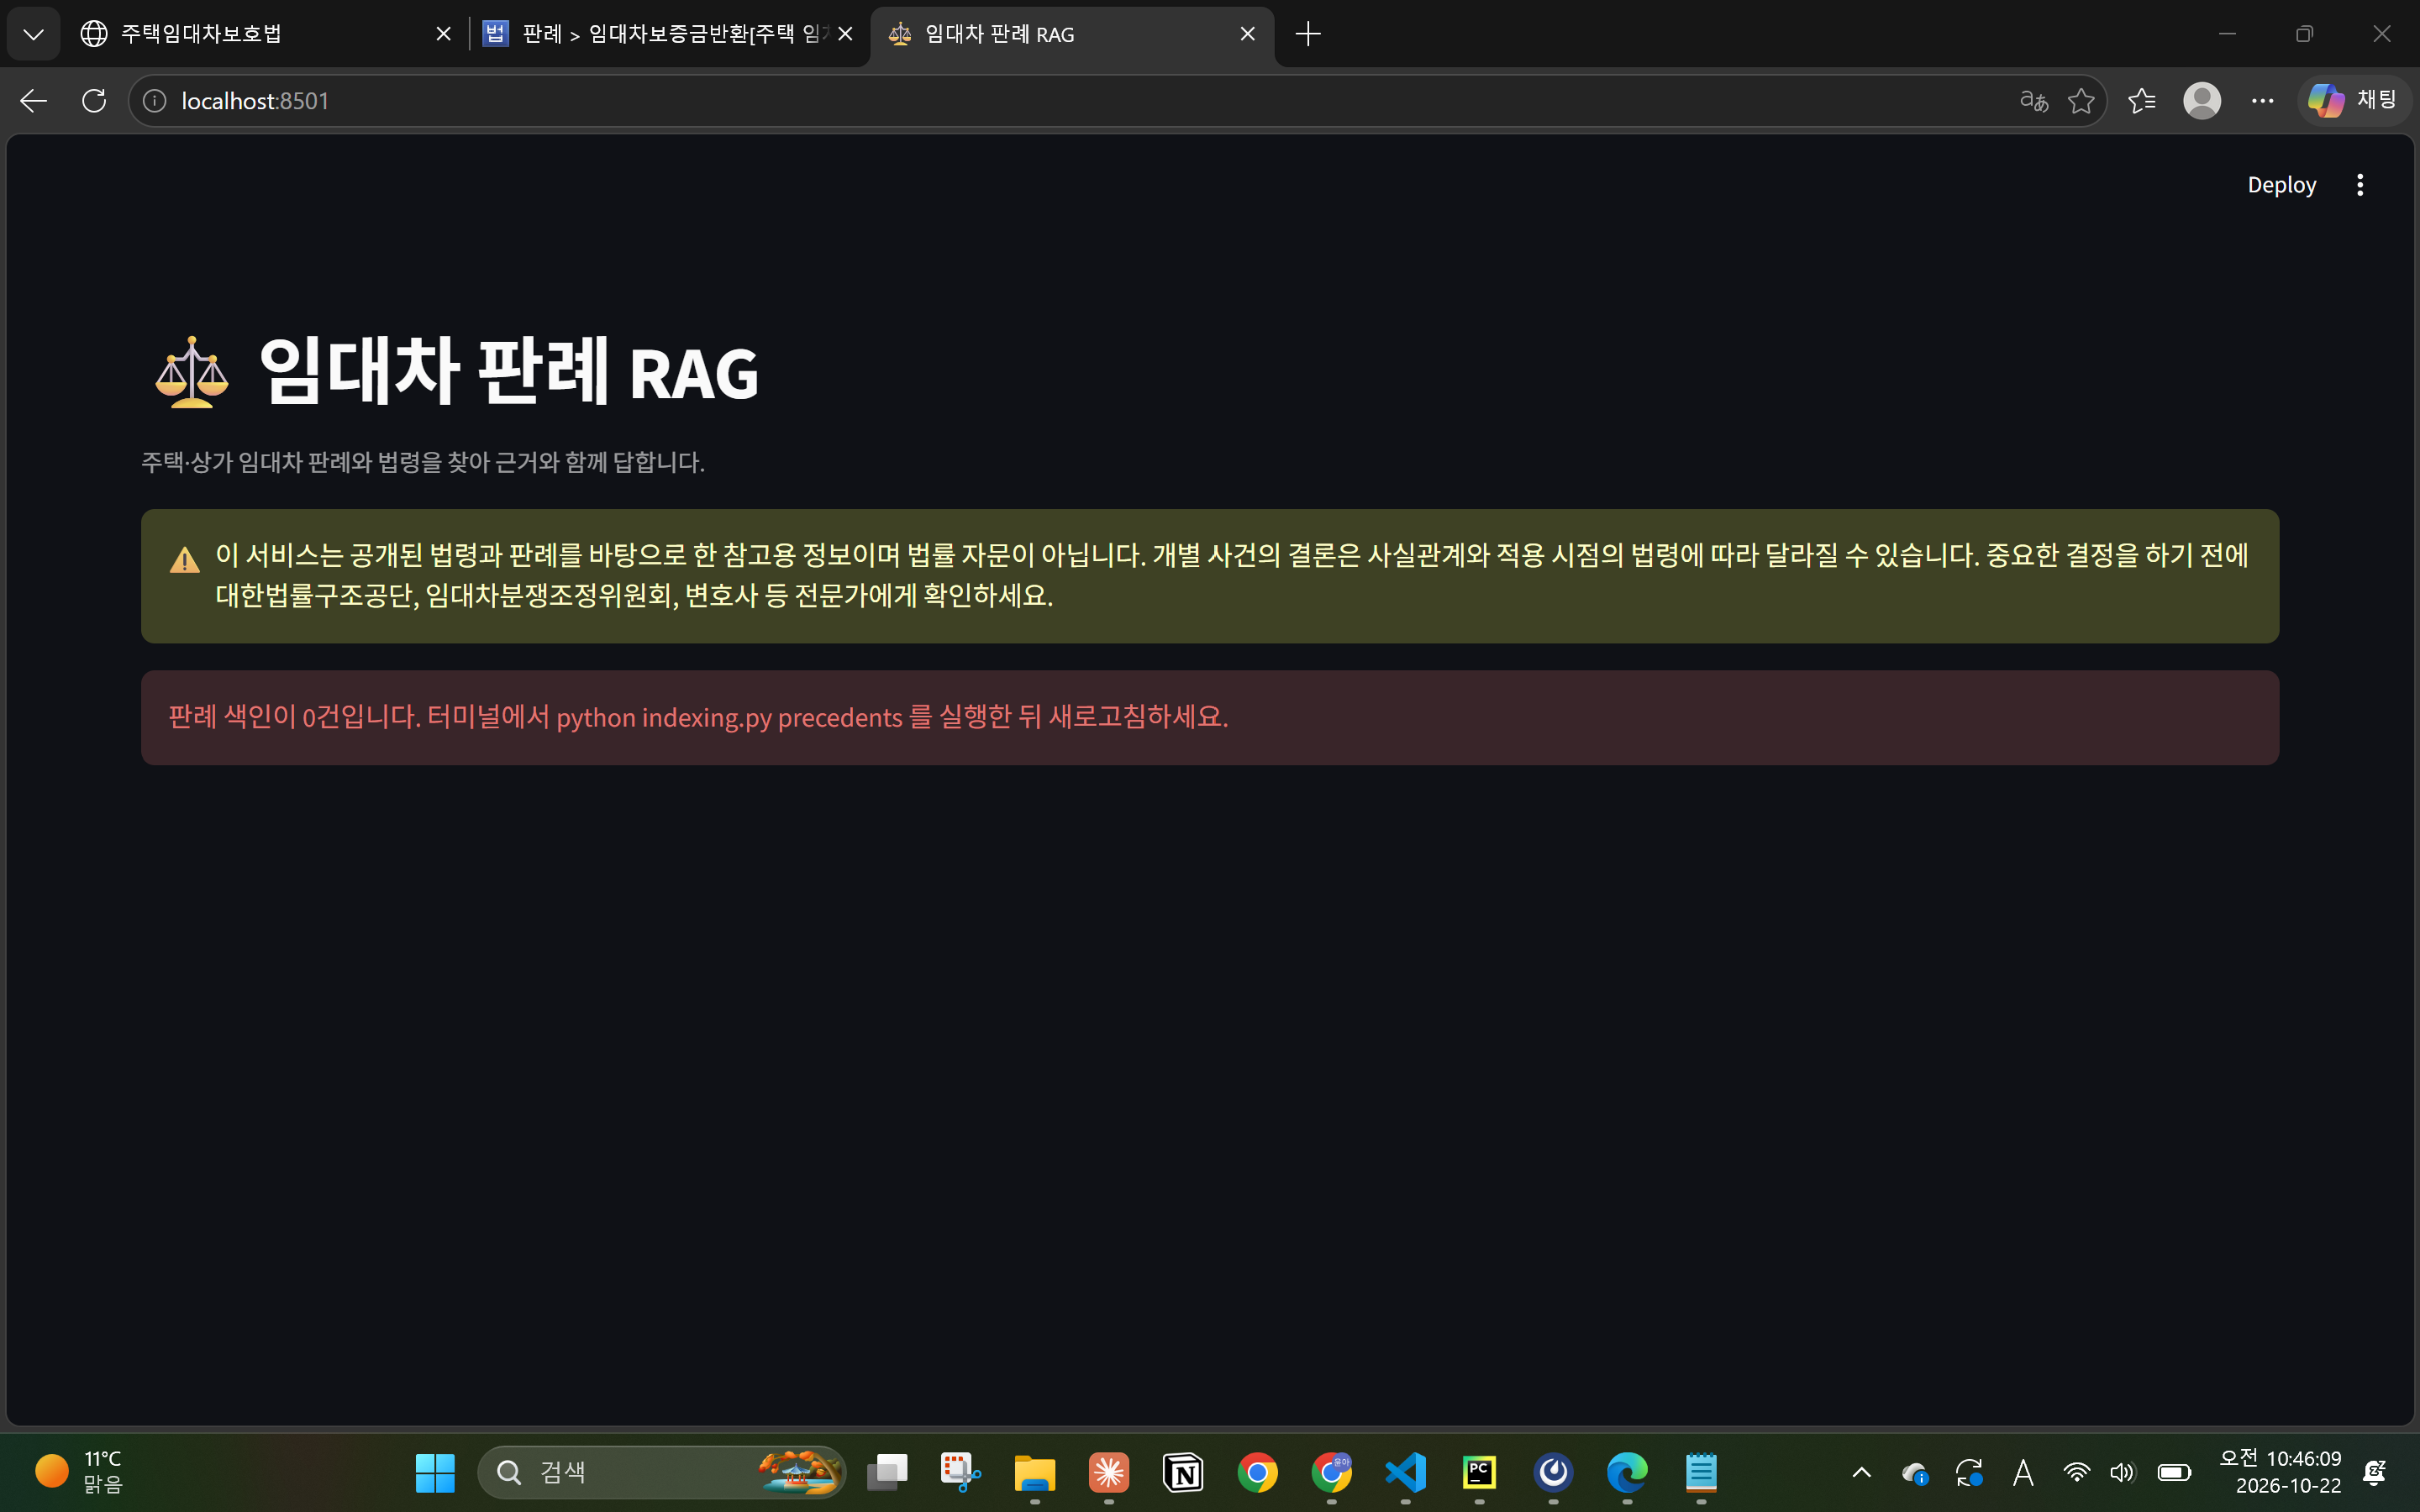 주택임대차보호법
법 판례 > 임대차보증금반환[주택 임
임대차 판례 RAG
localhost:8501
채팅
Deploy
임대차 판례 RAG
주택·상가 임대차 판례와 법령을 찾아 근거와 함께 답합니다.
이 서비스는 공개된 법령과 판례를 바탕으로 한 참고용 정보이며 법률 자문이 아닙니다. 개별 사건의 결론은 사실관계와 적용 시점의 법령에 따라 달라질 수 있습니다. 중요한 결정을 하기 전에
대한법률구조공단, 임대차분쟁조정위원회, 변호사 등 전문가에게 확인하세요.
판례 색인이 0건입니다. 터미널에서 python indexing.py precedents 를 실행한 뒤 새로고침하세요.
11°C
맑음
검색
윤아
PC
A
오전 10:46:09
2026-10-22